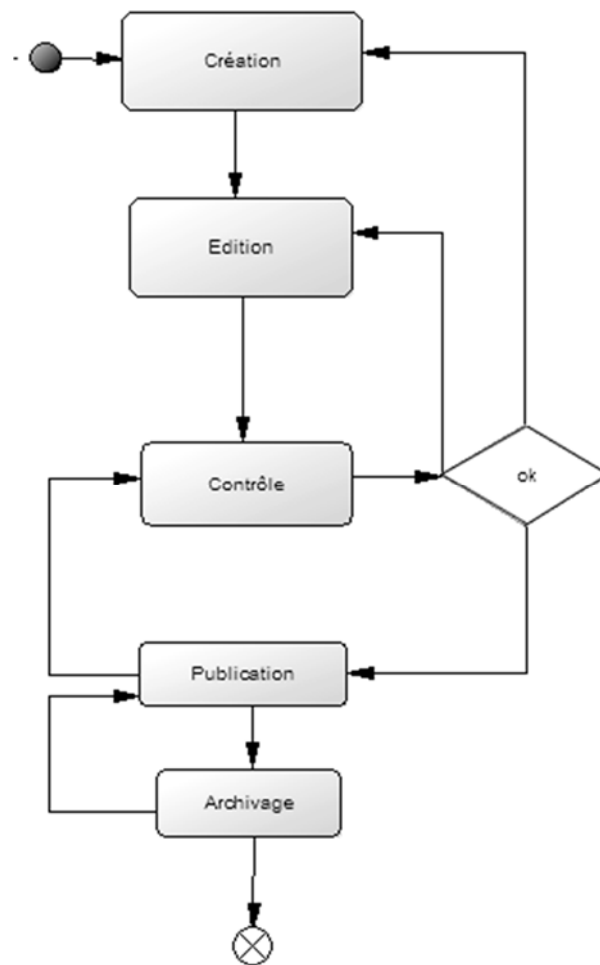 Création
Edition
Contrôle
ok
Publication
Archivage